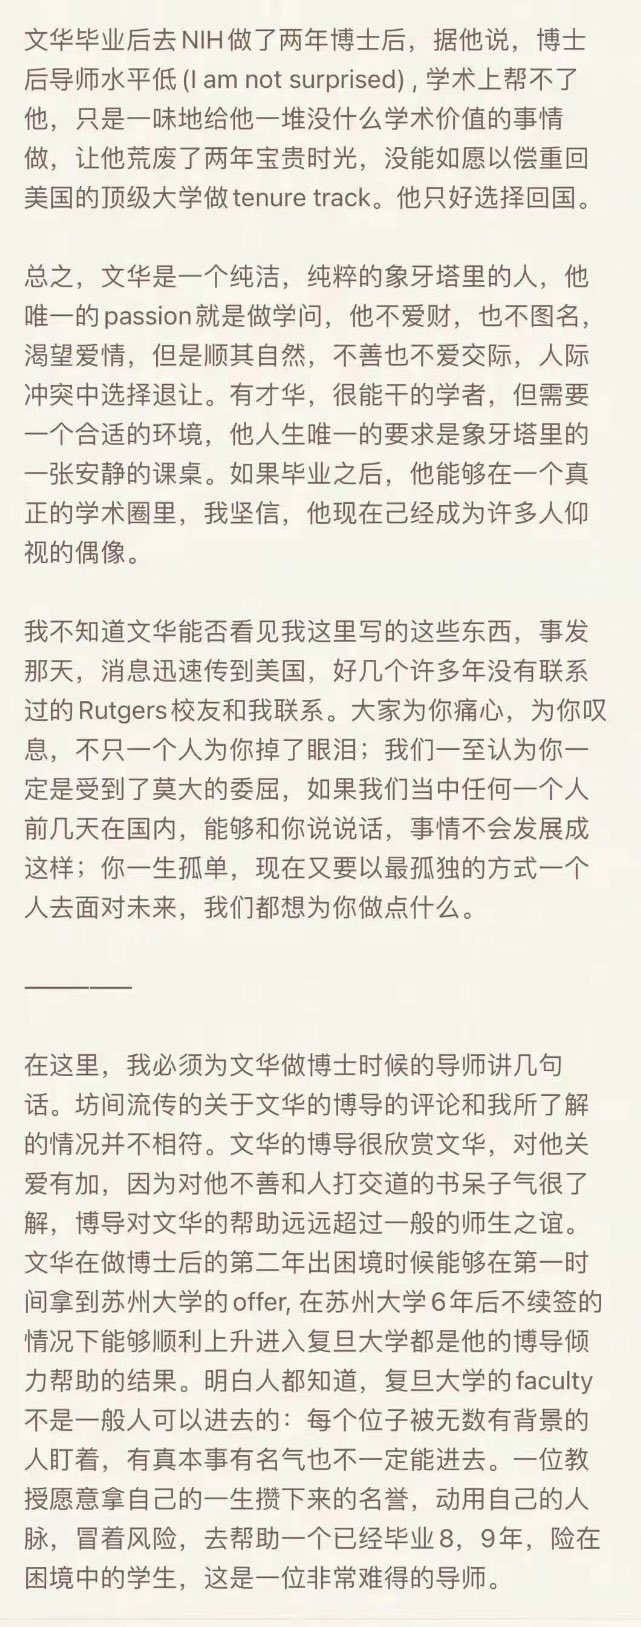 文华毕业后去NIH做了两年博士后，据他说，博士
后导师水平低(I am not surprised)，学术上帮不了
他，只是一味地给他一堆没什么学术价值的事情
做，让他荒废了两年宝贵时光，没能如愿以偿重回
美国的顶级大学做tenure track。他只好选择回国。
总之，文华是一个纯洁，纯粹的象牙塔里的人，他
唯一的passion就是做学问，他不爱财，也不图名，
渴望爱情，但是顺其自然，不善也不爱交际，人际
冲突中选择退让。有才华，很能干的学者，但需要
一个合适的环境，他人生唯一的要求是象牙塔里的
一张安静的课桌。如果毕业之后，他能够在一个真
正的学术圈里，我坚信，他现在己经成为许多人仰
视的偶像。
我不知道文华能否看见我这里写的这些东西，事发
那天，消息迅速传到美国，好几个许多年没有联系
过的Rutgers校友和我联系。大家为你痛心，为你叹
息，不只一个人为你掉了眼泪；我们一至认为你一
定是受到了莫大的委屈，如果我们当中任何一个人
前几天在国内，能够和你说说话，事情不会发展成
这样；你一生孤单，现在又要以最孤独的方式一个
人去面对未来，我们都想为你做点什么。
————
在这里，我必须为文华做博士时候的导师讲几句
话。坊间流传的关于文华的博导的评论和我所了解
的情况并不相符。文华的博导很欣赏文华，对他关
爱有加，因为对他不善和人打交道的书呆子气很了
解，博导对文华的帮助远远超过一般的师生之谊。
文华在做博士后的第二年出困境时候能够在第一时
间拿到苏州大学的offer, 在苏州大学6年后不续签的
情况下能够顺利上升进入复旦大学都是他的博导倾
力帮助的结果。明白人都知道，复旦大学的faculty
不是一般人可以进去的：每个位子被无数有背景的
人盯着，有真本事有名气也不一定能进去。一位教
授愿意拿自己的一生攒下来的名誉，动用自己的人
脉，冒着风险，去帮助一个已经毕业8，9年，险在
困境中的学生，这是一位非常难得的导师。